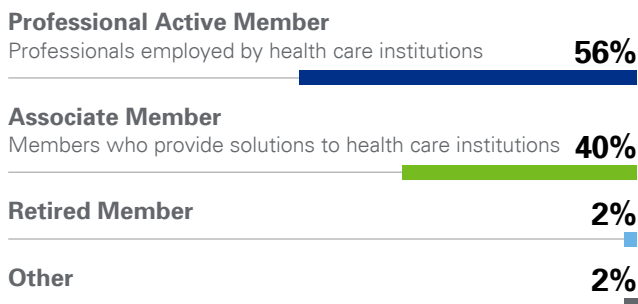 Professional Active Member
Professionals employed by health care institutions 56%
Associate Member
Members who provide solutions to health care institutions 40%
Retired Member 2%
Other 2%